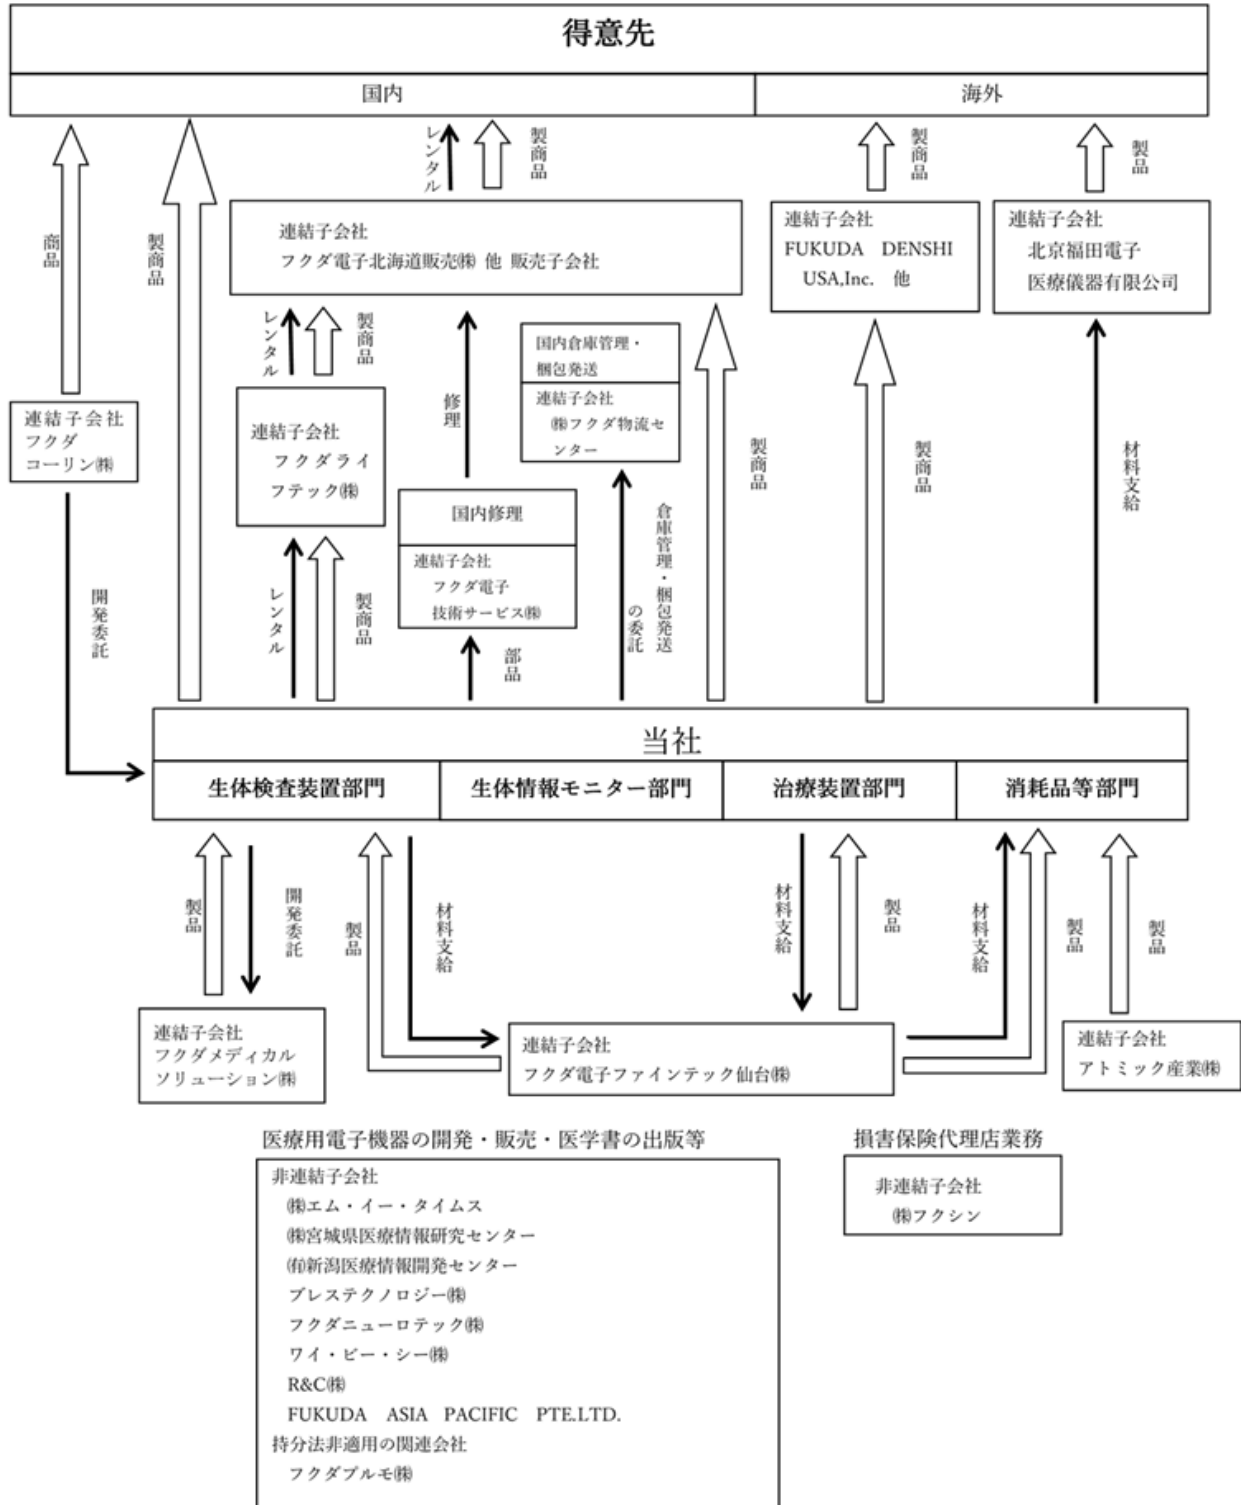 得意先
国内
海外
商品
製商品
レンタル
製商品
製商品
製品
連結子会社
フクダ電子北海道販売㈱ 他 販売子会社
連結子会社
FUKUDA DENSHI
USA,Inc. 他
連結子会社
北京福田電子
医療儀器有限公司
レンタル
製商品
修理
国内倉庫管理・
梱包発送
連結子会社
㈱フクダ物流セ
ンター
製商品
製商品
材料支給
連結子会社
フクダ
コーリン㈱
連結子会社
フクダライ
フテック㈱
国内修理
連結子会社
フクダ電子
技術サービス㈱
開発委託
レンタル
製商品
部品
倉庫管理・梱包発送
の委託
当社
生体検査装置部門
生体情報モニター部門
治療装置部門
消耗品等部門
製品
開発委託
製品
材料支給
材料支給
製品
材料支給
製品
製品
連結子会社
フクダメディカル
ソリューション㈱
連結子会社
フクダ電子ファインテック仙台㈱
連結子会社
アトミック産業㈱
医療用電子機器の開発・販売・医学書の出版等
非連結子会社
㈱エム・イー・タイムス
㈱宮城県医療情報研究センター
㈲新潟医療情報開発センター
ブレステクノロジー㈱
フクダニューロテック㈱
ワイ・ビー・シー㈱
R&C㈱
FUKUDA ASIA PACIFIC PTE.LTD.
持分法非適用の関連会社
フクダプルモ㈱
損害保険代理店業務
非連結子会社
㈱フクシン